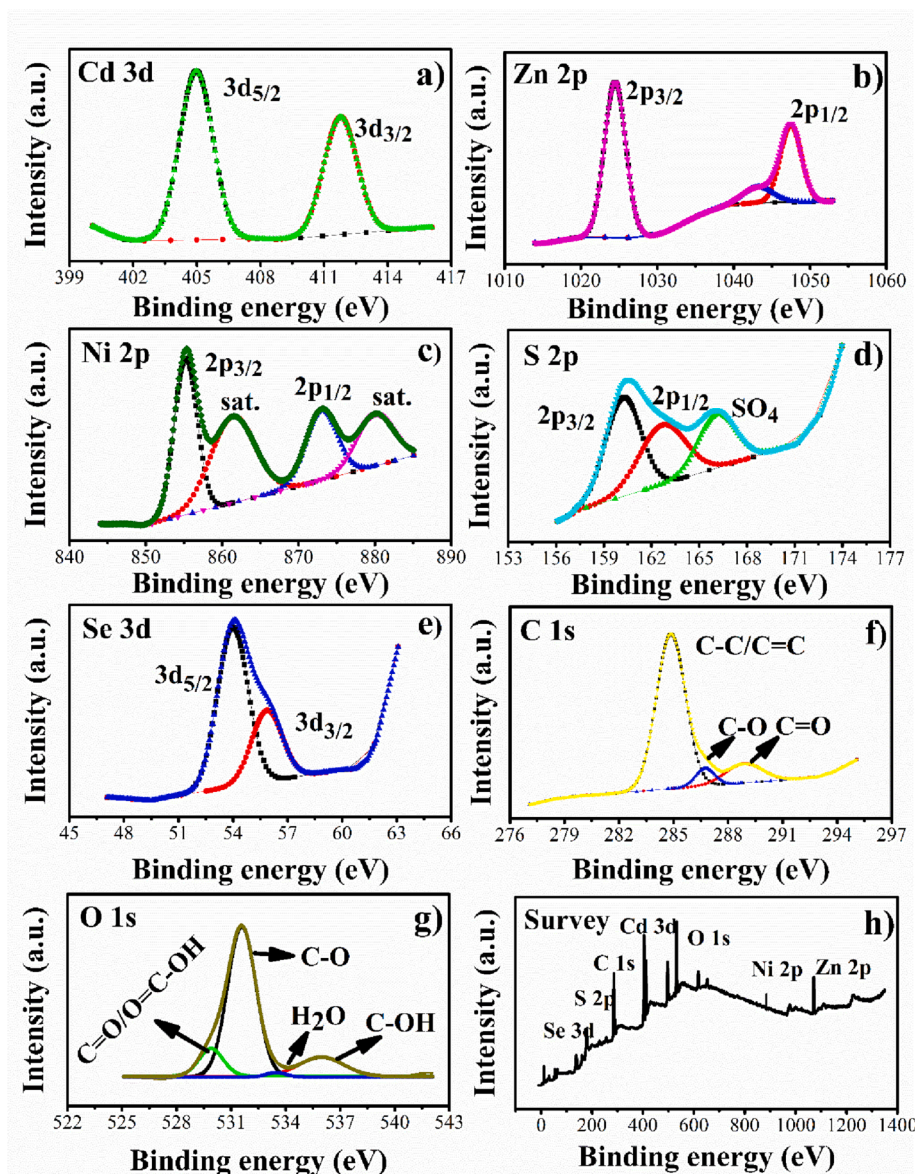 Cd 3d
a)
3d5/2
3d3/2
Intensity (a.u.)
399 402 405 408 411 414 417
Binding energy (eV)
Zn 2p
b)
2p3/2
2p1/2
Intensity (a.u.)
1010 1020 1030 1040 1050 1060
Binding energy (eV)
Ni 2p
c)
2p3/2
sat.
2p1/2
sat.
Intensity (a.u.)
840 850 860 870 880 890
Binding energy (eV)
S 2p
d)
2p3/2
2p1/2
SO4
Intensity (a.u.)
153 156 159 162 165 168 171 174 177
Binding energy (eV)
Se 3d
e)
3d5/2
3d3/2
Intensity (a.u.)
45 48 51 54 57 60 63 66
Binding energy (eV)
C 1s
f)
C-C/C=C
C-O
C=O
Intensity (a.u.)
276 279 282 285 288 291 294 297
Binding energy (eV)
O 1s
g)
C-O
C=O/O=C-OH
H2O
C-OH
Intensity (a.u.)
522 525 528 531 534 537 540 543
Binding energy (eV)
Survey
h)
Cd 3d
O 1s
C 1s
S 2p
Se 3d
Ni 2p
Zn 2p
Intensity (a.u.)
0 200 400 600 800 1000 1200 1400
Binding energy (eV)